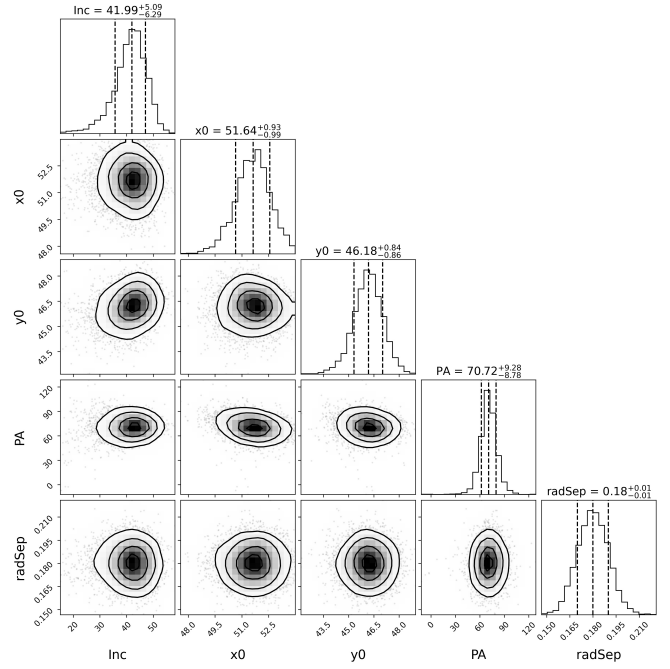 Inc = 41.99+5.09−6.29
x0 = 51.64+0.93−0.99
52.5
51.0
49.5
48.0
x0
y0 = 46.18+0.84−0.86
48.0
46.5
45.0
43.5
y0
PA = 70.72+9.28−8.78
120
90
60
30
0
PA
radSep = 0.18+0.01−0.01
0.210
0.195
0.180
0.165
0.150
radSep
20 30 40 50 48.0 49.5 51.0 52.5 43.5 45.0 46.5 48.0 0 30 60 90 120 0.150 0.165 0.180 0.195 0.210
Inc x0 y0 PA radSep